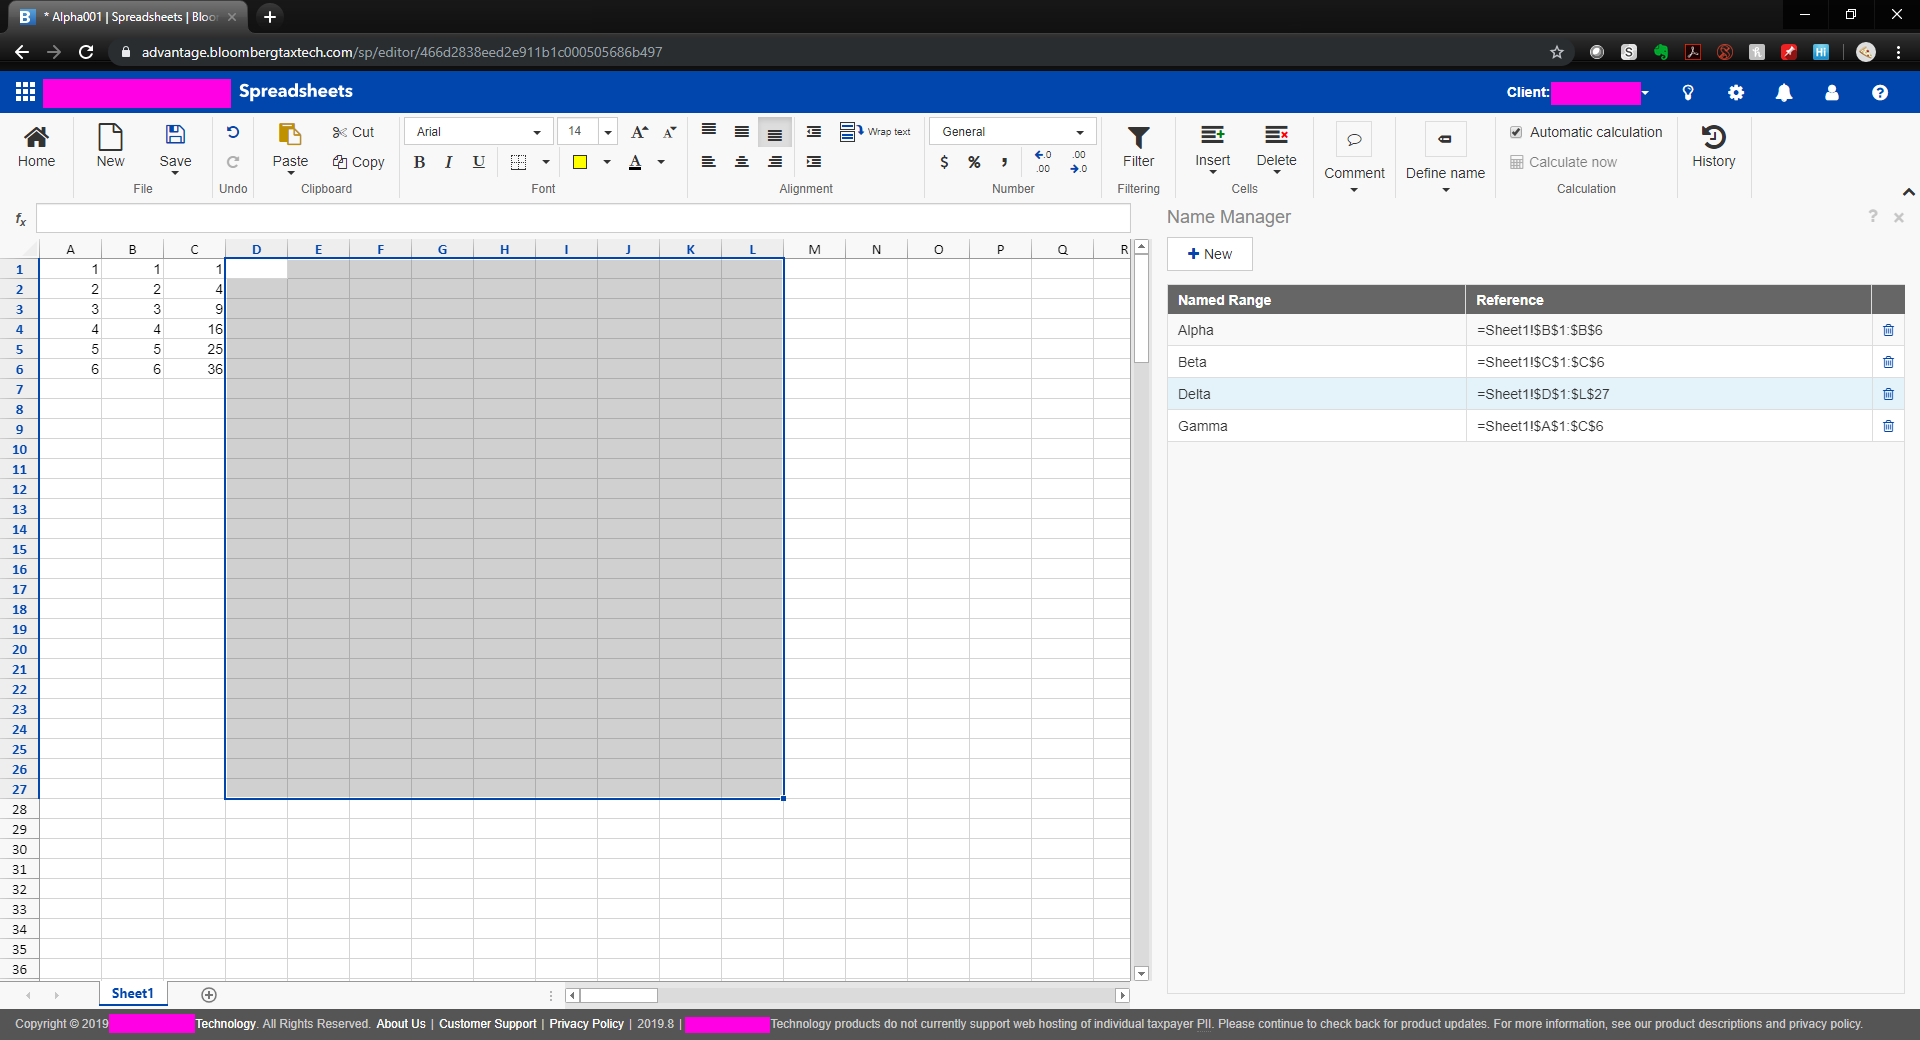 * Alpha001 | Spreadsheets | Bloo
advantage.bloombergtaxtech.com/sp/editor/466d2838eed2e911b1c000505686b497
Spreadsheets
Client:
Home New Save Paste Cut Copy
Arial 14
B I U
Wrap text
General
$ % ,
Filter Insert Delete Comment Define name
Automatic calculation
Calculate now
History
File Undo Clipboard Font Alignment Number Filtering Cells Calculation
fx
A B C D E F G H I J K L M N O P Q R
1 1 1 1
2 2 2 4
3 3 3 9
4 4 4 16
5 5 5 25
6 6 6 36
7
8
9
10
11
12
13
14
15
16
17
18
19
20
21
22
23
24
25
26
27
28
29
30
31
32
33
34
35
36
Name Manager
New
Named Range Reference
Alpha =Sheet1!$B$1:$B$6
Beta =Sheet1!$C$1:$C$6
Delta =Sheet1!$D$1:$L$27
Gamma =Sheet1!$A$1:$C$6
Sheet1
Copyright © 2019 Technology. All Rights Reserved. About Us | Customer Support | Privacy Policy | 2019.8 | Technology products do not currently support web hosting of individual taxpayer PII. Please continue to check back for product updates. For more information, see our product descriptions and privacy policy.